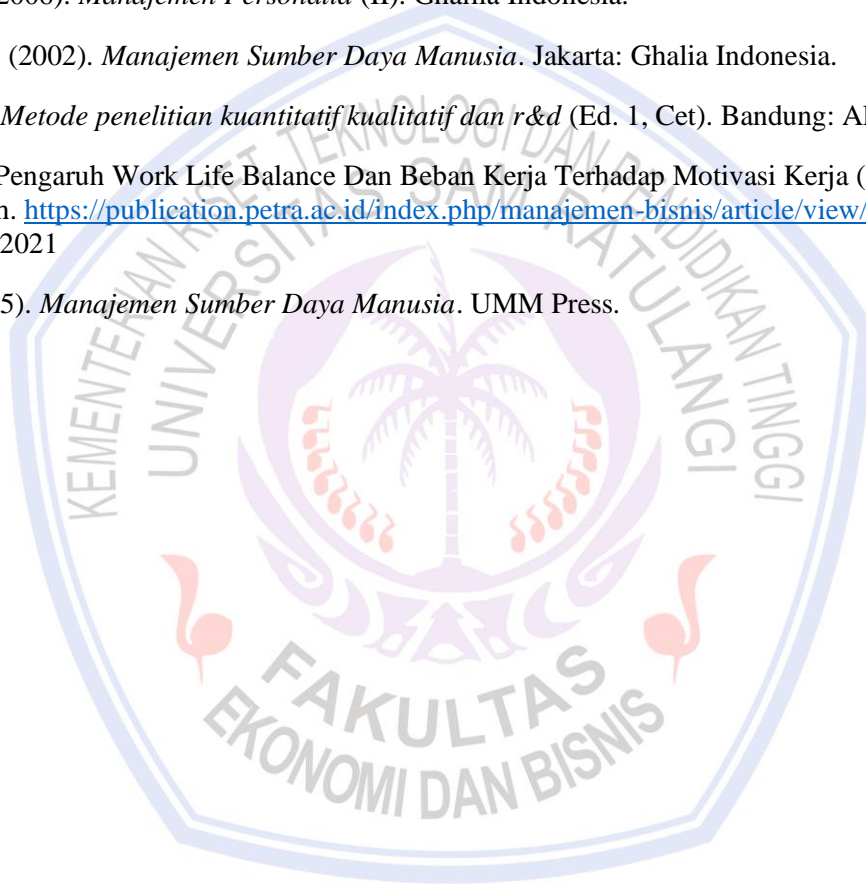 2006). Manajemen Personalia (II). Ghalia Indonesia.
(2002). Manajemen Sumber Daya Manusia. Jakarta: Ghalia Indonesia.
Metode penelitian kuantitatif kualitatif dan r&d (Ed. 1, Cet). Bandung: Al
Pengaruh Work Life Balance Dan Beban Kerja Terhadap Motivasi Kerja (
n. https://publication.petra.ac.id/index.php/manajemen-bisnis/article/view/
2021
5). Manajemen Sumber Daya Manusia. UMM Press.
KEMENTERIAN RISET TEKNOLOGI DAN PENDIDIKAN TINGGI
UNIVERSITAS SAM RATULANGI
FAKULTAS
EKONOMI DAN BISNIS